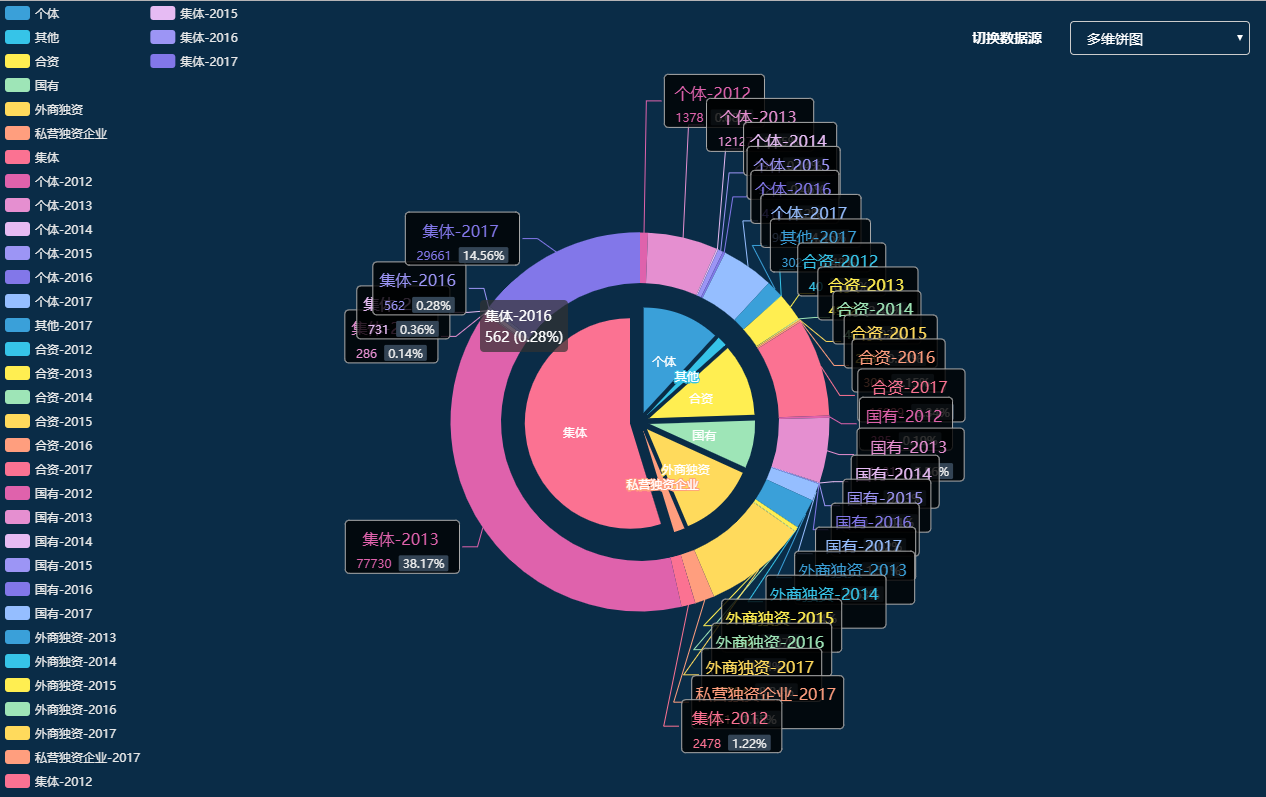 个体
其他
合资
国有
外商独资
私营独资企业
集体
个体-2012
个体-2013
个体-2014
个体-2015
个体-2016
个体-2017
其他-2017
合资-2012
合资-2013
合资-2014
合资-2015
合资-2016
合资-2017
国有-2012
国有-2013
国有-2014
国有-2015
国有-2016
国有-2017
外商独资-2013
外商独资-2014
外商独资-2015
外商独资-2016
外商独资-2017
私营独资企业-2017
集体-2012
集体-2015
集体-2016
集体-2017
切换数据源
多维饼图
个体-2012
1378
个体-2013
个体-2014
个体-2015
个体-2016
个体-2017
其他-2017
合资-2012
合资-2013
合资-2014
合资-2015
合资-2016
合资-2017
国有-2012
国有-2013
国有-2014
国有-2015
国有-2016
国有-2017
外商独资-2013
外商独资-2014
外商独资-2015
外商独资-2016
外商独资-2017
私营独资企业-2017
集体-2012
2478 1.22%
集体-2017
29661 14.56%
集体-2016
562 0.28%
731 0.36%
286 0.14%
集体-2013
77730 38.17%
集体-2016
562 (0.28%)
个体
其他
合资
国有
外商独资
私营独资企业
集体